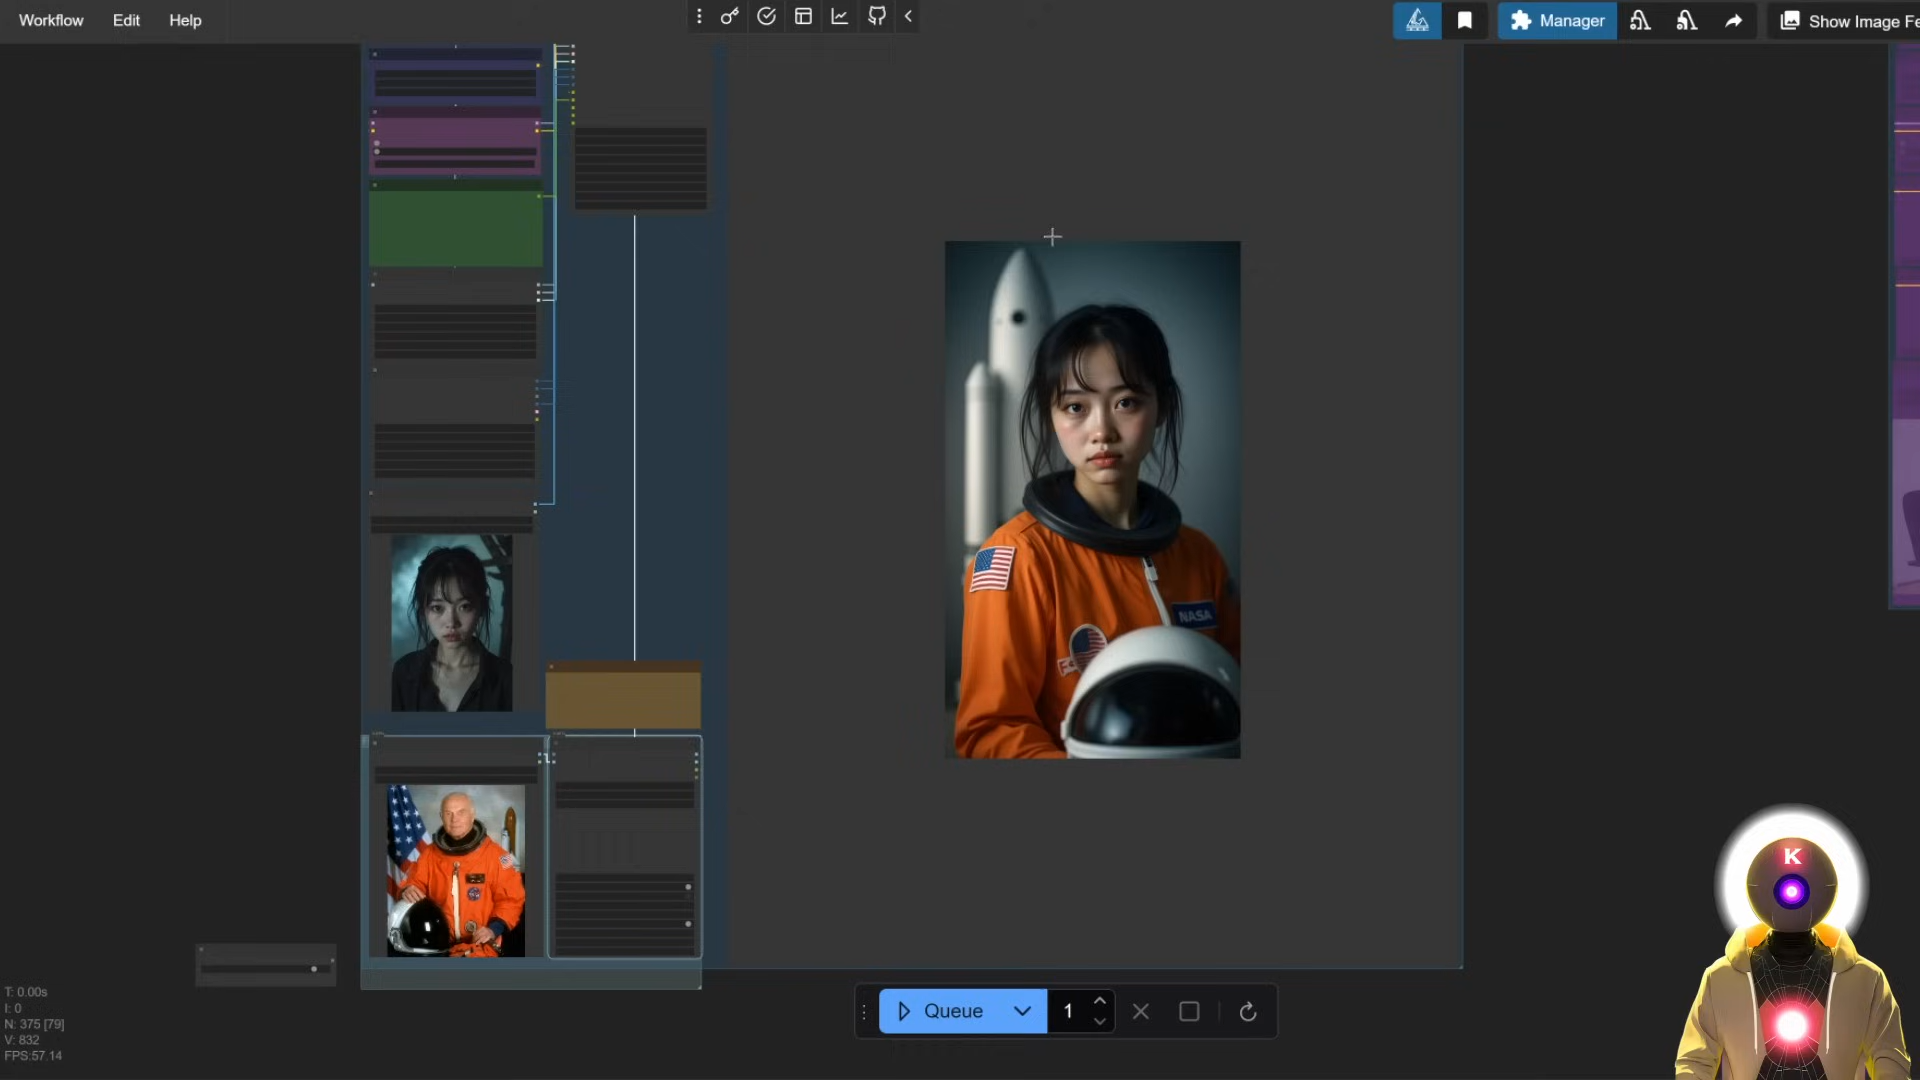 Workflow Edit Help
Manager
Show Image Fe
NASA
K
T: 0.00s
I: 0
N: 375 [79]
V: 832
FPS:57.14
Queue
1